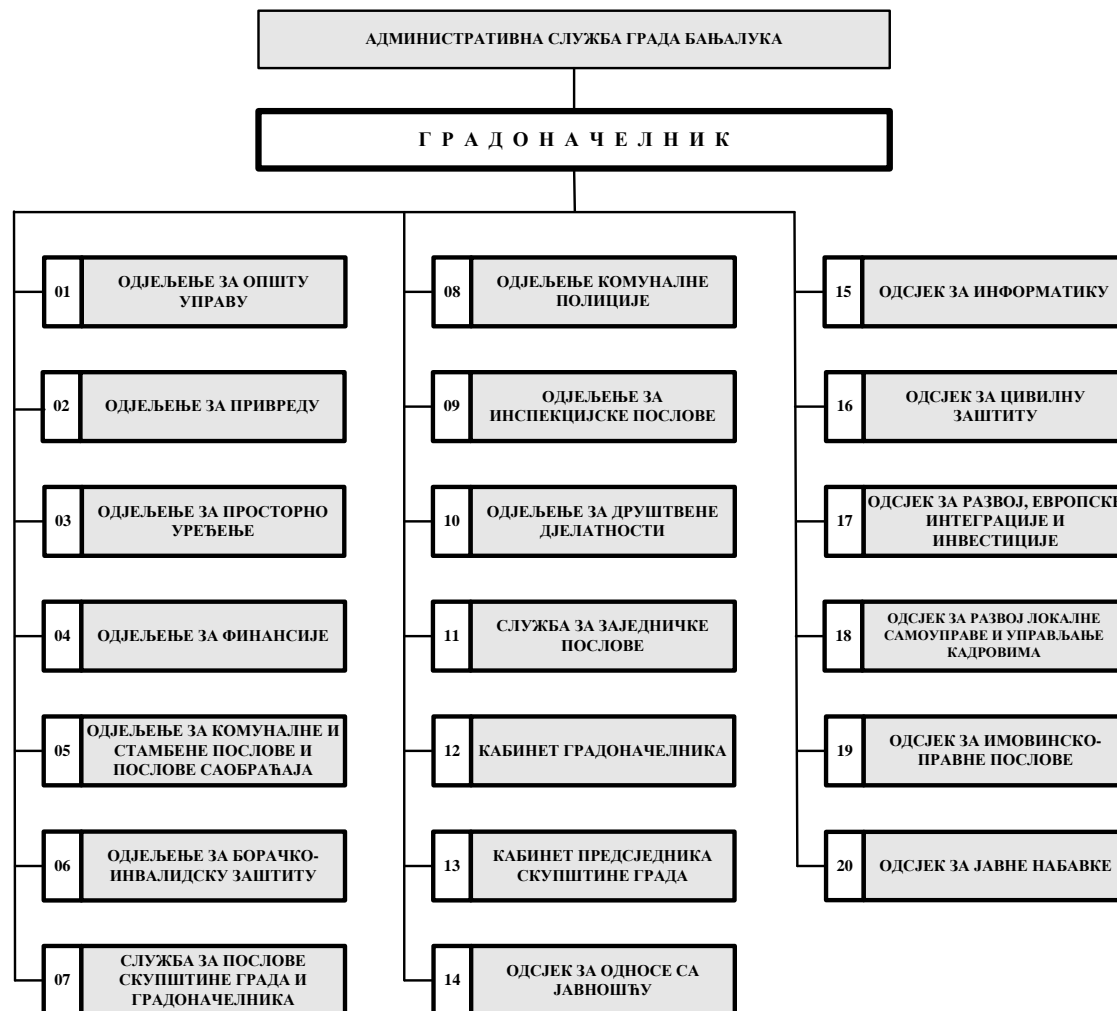 АДМИНИСТРАТИВНА СЛУЖБА ГРАДА БАЊАЛУКА
Г Р А Д О Н А Ч Е Л Н И К
01
ОДЈЕЉЕЊЕ ЗА ОПШТУ
УПРАВУ
02
ОДЈЕЉЕЊЕ ЗА ПРИВРЕДУ
03
ОДЈЕЉЕЊЕ ЗА ПРОСТОРНО
УРЕЂЕЊЕ
04
ОДЈЕЉЕЊЕ ЗА ФИНАНСИЈЕ
05
ОДЈЕЉЕЊЕ ЗА КОМУНАЛНЕ И
СТАМБЕНЕ ПОСЛОВЕ И
ПОСЛОВЕ САОБРАЋАЈА
06
ОДЈЕЉЕЊЕ ЗА БОРАЧКО-
ИНВАЛИДСКУ ЗАШТИТУ
07
СЛУЖБА ЗА ПОСЛОВЕ
СКУПШТИНЕ ГРАДА И
ГРАДОНАЧЕЛНИКА
08
ОДЈЕЉЕЊЕ КОМУНАЛНЕ
ПОЛИЦИЈЕ
09
ОДЈЕЉЕЊЕ ЗА
ИНСПЕКЦИЈСКЕ ПОСЛОВЕ
10
ОДЈЕЉЕЊЕ ЗА ДРУШТВЕНЕ
ДЈЕЛАТНОСТИ
11
СЛУЖБА ЗА ЗАЈЕДНИЧКЕ
ПОСЛОВЕ
12
КАБИНЕТ ГРАДОНАЧЕЛНИКА
13
КАБИНЕТ ПРЕДСЈЕДНИКА
СКУПШТИНЕ ГРАДА
14
ОДСЈЕК ЗА ОДНОСЕ СА
ЈАВНОШЋУ
15
ОДСЈЕК ЗА ИНФОРМАТИКУ
16
ОДСЈЕК ЗА ЦИВИЛНУ
ЗАШТИТУ
17
ОДСЈЕК ЗА РАЗВОЈ, ЕВРОПСКЕ
ИНТЕГРАЦИЈЕ И
ИНВЕСТИЦИЈЕ
18
ОДСЈЕК ЗА РАЗВОЈ ЛОКАЛНЕ
САМОУПРАВЕ И УПРАВЉАЊЕ
КАДРОВИМА
19
ОДСЈЕК ЗА ИМОВИНСКО-
ПРАВНЕ ПОСЛОВЕ
20
ОДСЈЕК ЗА ЈАВНЕ НАБАВКЕ